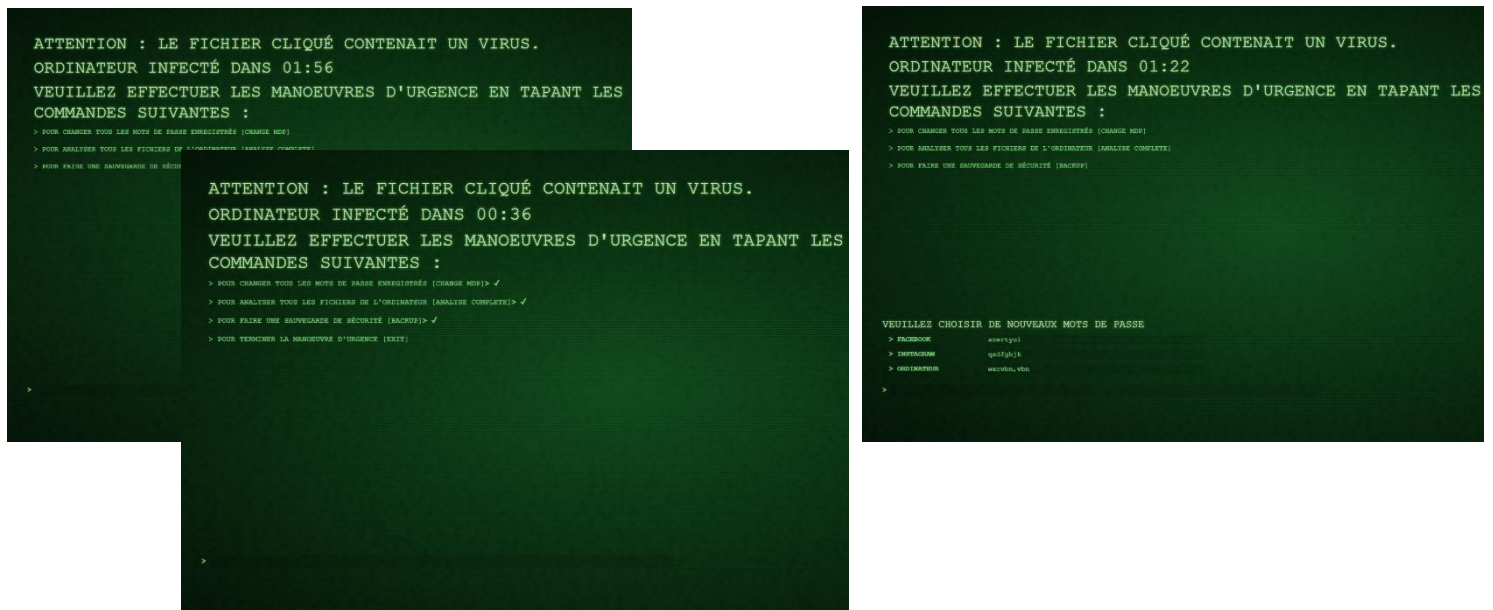 ATTENTION : LE FICHIER CLIQUÉ CONTENAIT UN VIRUS.
ORDINATEUR INFECTÉ DANS 01:56
VEUILLEZ EFFECTUER LES MANOEUVRES D'URGENCE EN TAPANT LES
COMMANDES SUIVANTES :
> POUR CHANGER TOUS LES MOTS DE PASSE ENREGISTRÉS [CHANGE MDP]
> POUR ANALYSER TOUS LES FICHIERS DE L'ORDINATEUR [ANALYSE COMPLETE]
> POUR FAIRE UNE SAUVEGARDE DE
>
ATTENTION : LE FICHIER CLIQUÉ CONTENAIT UN VIRUS.
ORDINATEUR INFECTÉ DANS 00:36
VEUILLEZ EFFECTUER LES MANOEUVRES D'URGENCE EN TAPANT LES
COMMANDES SUIVANTES :
> POUR CHANGER TOUS LES MOTS DE PASSE ENREGISTRÉS [CHANGE MDP]> ✓
> POUR ANALYSER TOUS LES FICHIERS DE L'ORDINATEUR [ANALYSE COMPLETE]> ✓
> POUR FAIRE UNE SAUVEGARDE DE SÉCURITÉ [BACKUP]> ✓
> POUR TERMINER LA MANOEUVRE D'URGENCE [EXIT]
>
ATTENTION : LE FICHIER CLIQUÉ CONTENAIT UN VIRUS.
ORDINATEUR INFECTÉ DANS 01:22
VEUILLEZ EFFECTUER LES MANOEUVRES D'URGENCE EN TAPANT LES
COMMANDES SUIVANTES :
> POUR CHANGER TOUS LES MOTS DE PASSE ENREGISTRÉS [CHANGE MDP]
> POUR ANALYSER TOUS LES FICHIERS DE L'ORDINATEUR [ANALYSE COMPLETE]
> POUR FAIRE UNE SAUVEGARDE DE SÉCURITÉ [BACKUP]
VEUILLEZ CHOISIR DE NOUVEAUX MOTS DE PASSE
> FACEBOOK azertyui
> INSTAGRAM qsdfghjk
> ORDINATEUR wxcvbn,vbn
>